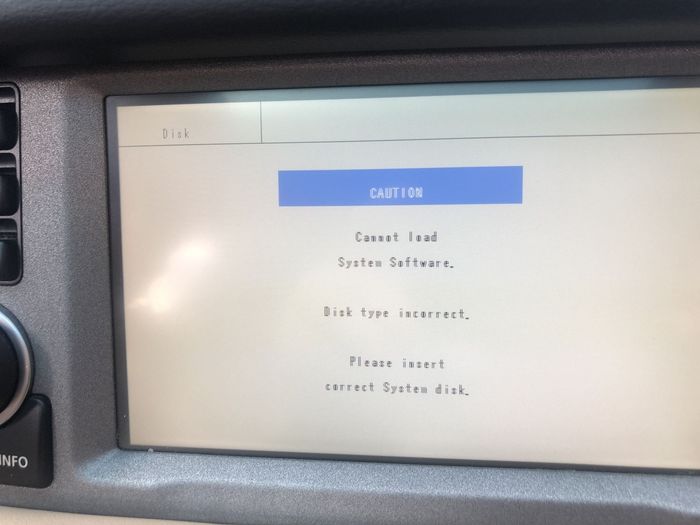 Disk
CAUTION
Cannot load
System Software.
Disk type incorrect.
Please insert
correct System disk.
INFO